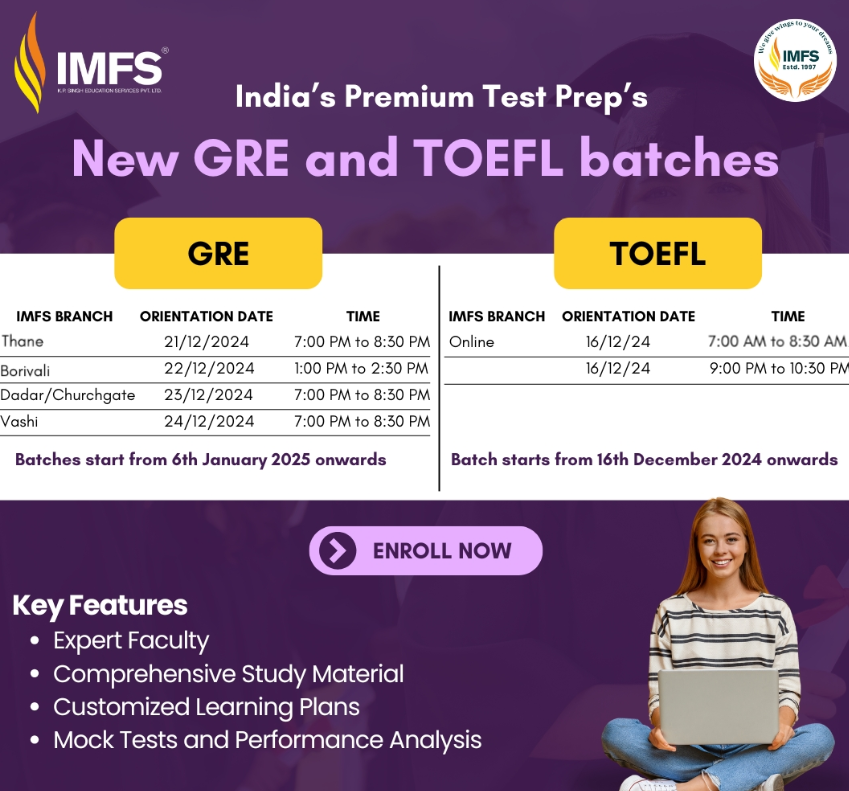 IMFS®
K.P. SINGH EDUCATION SERVICES PVT. LTD.
We give wings to your dreams
IMFS
Estd. 1997
India's Premium Test Prep's
New GRE and TOEFL batches
GRE
IMFS BRANCH ORIENTATION DATE TIME
Thane 21/12/2024 7:00 PM to 8:30 PM
Borivali 22/12/2024 1:00 PM to 2:30 PM
Dadar/Churchgate 23/12/2024 7:00 PM to 8:30 PM
Vashi 24/12/2024 7:00 PM to 8:30 PM
Batches start from 6th January 2025 onwards
TOEFL
IMFS BRANCH ORIENTATION DATE TIME
Online 16/12/24 7:00 AM to 8:30 AM
16/12/24 9:00 PM to 10:30 PM
Batch starts from 16th December 2024 onwards
ENROLL NOW
Key Features
• Expert Faculty
• Comprehensive Study Material
• Customized Learning Plans
• Mock Tests and Performance Analysis